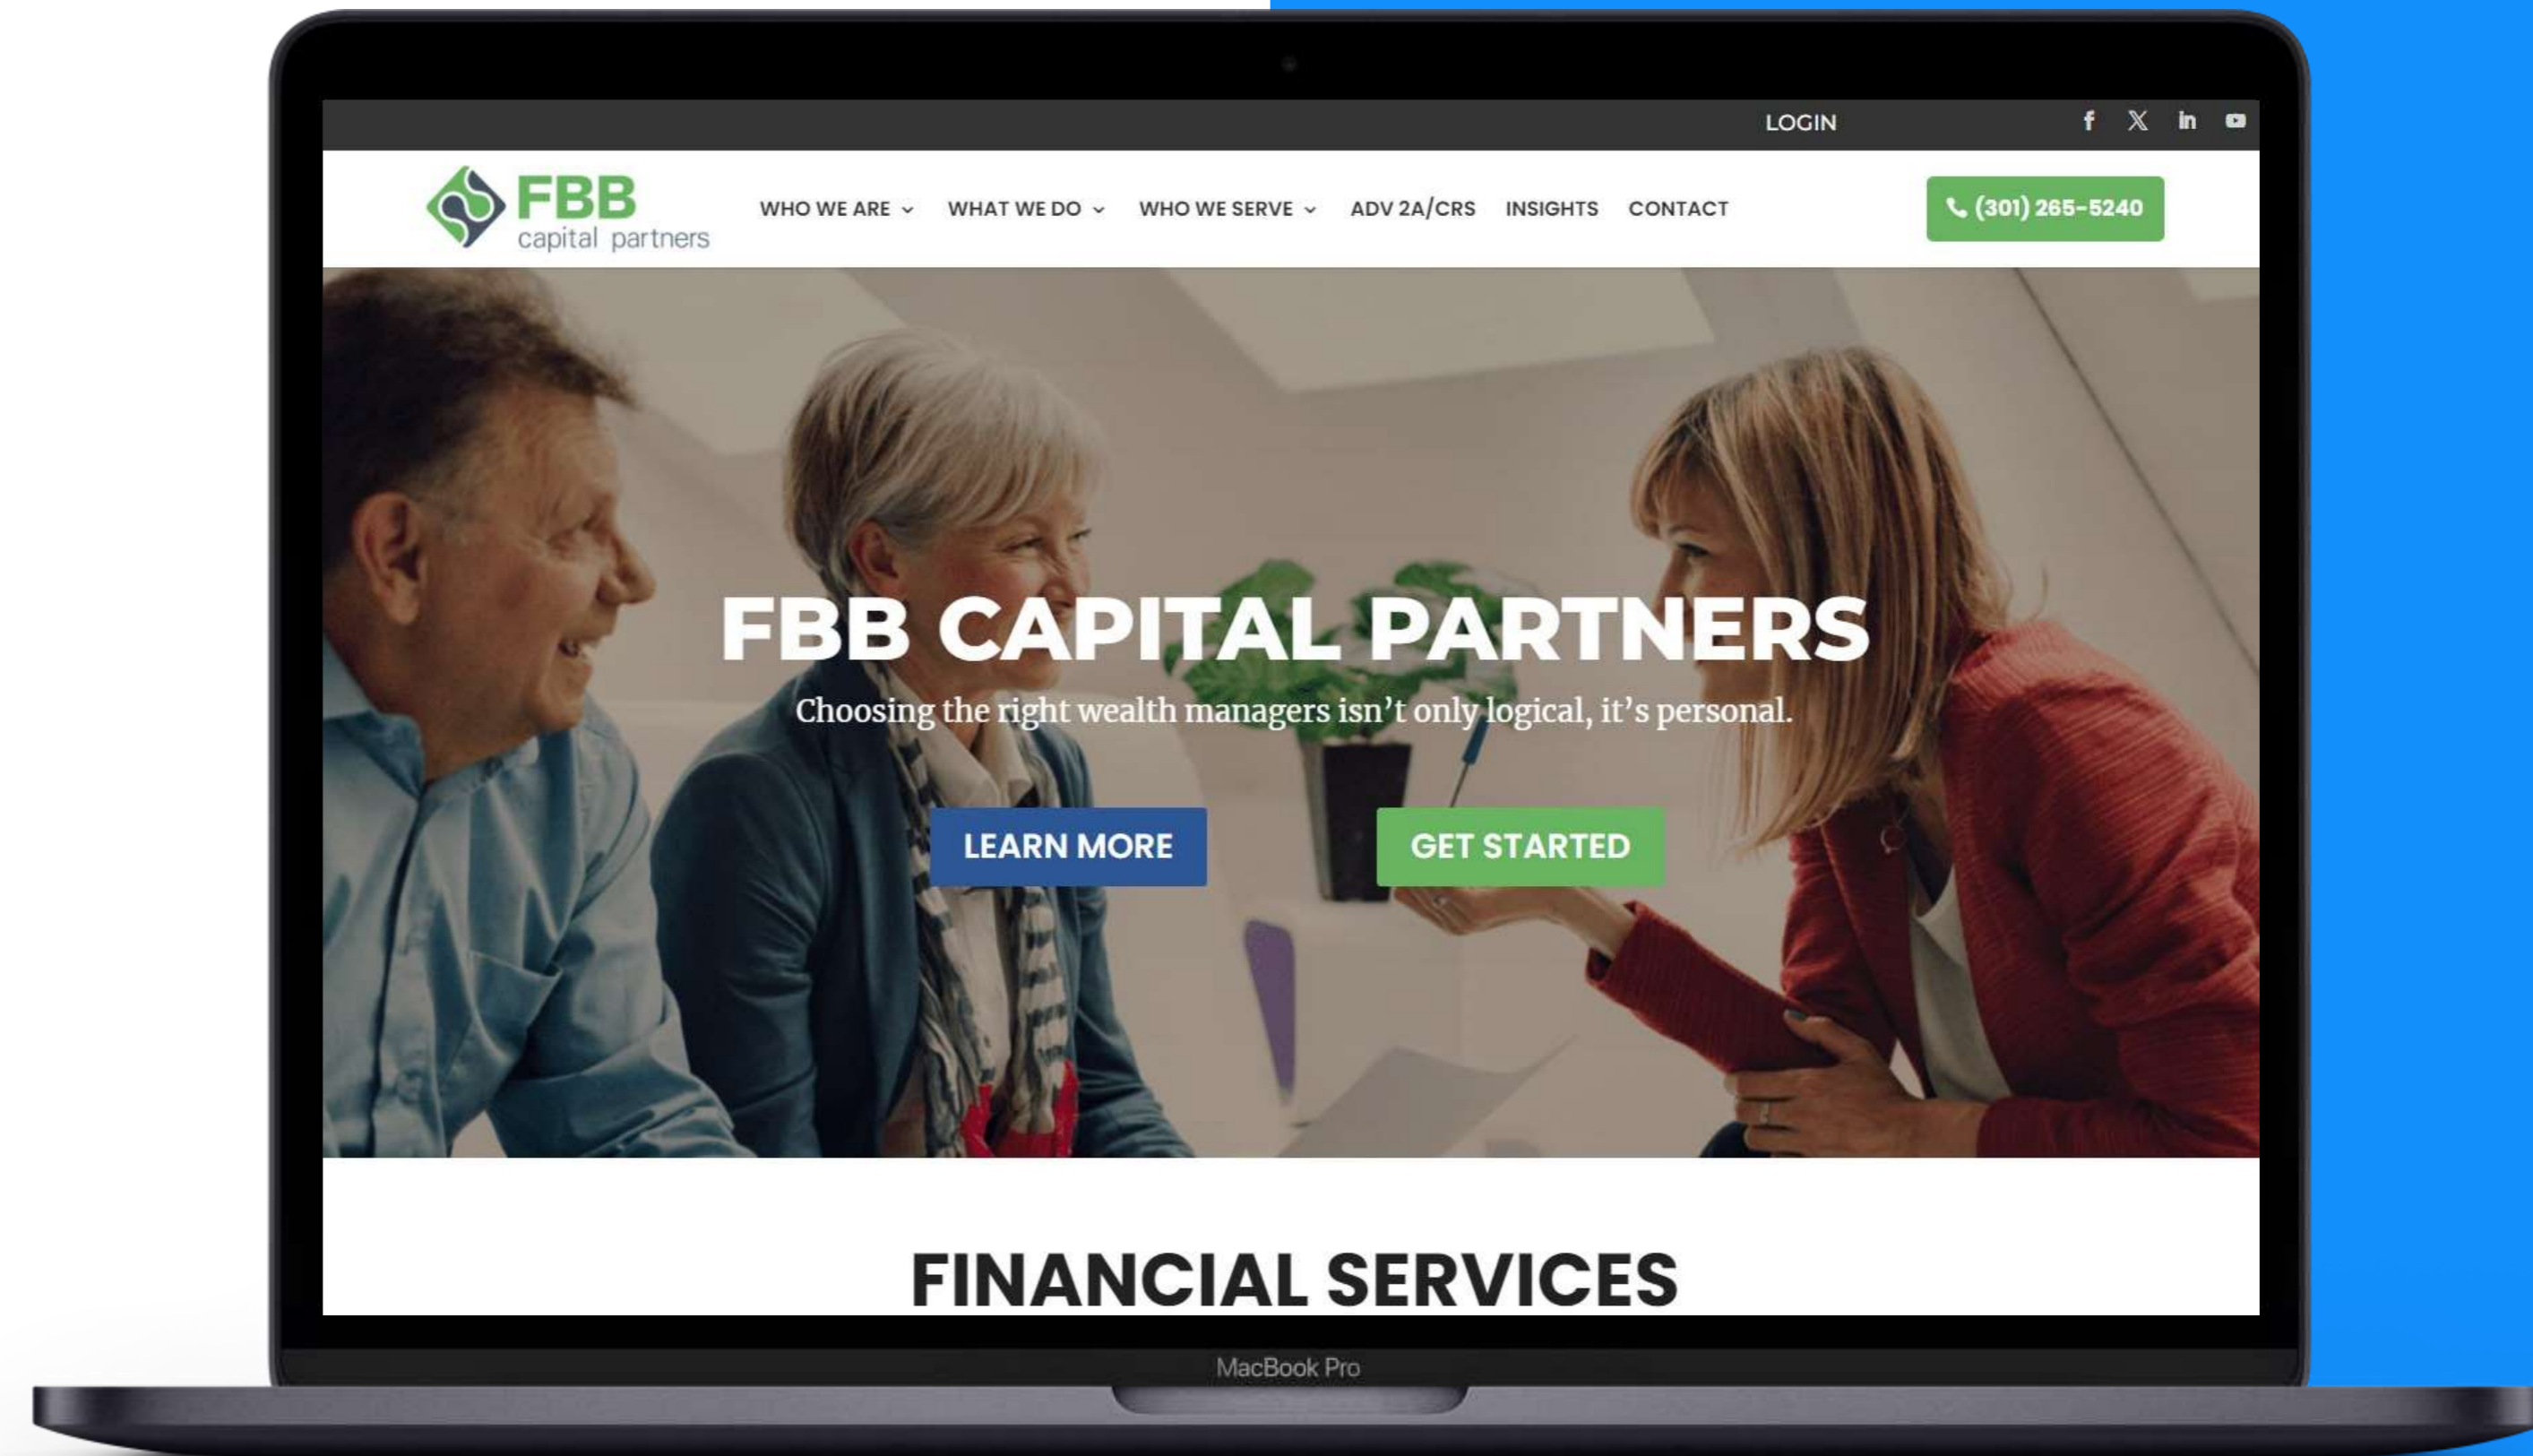 LOGIN
FBB
capital partners
WHO WE ARE
WHAT WE DO
WHO WE SERVE
ADV 2A/CRS
INSIGHTS
CONTACT
(301) 265-5240
FBB CAPITAL PARTNERS
Choosing the right wealth managers isn’t only logical, it’s personal.
LEARN MORE
GET STARTED
FINANCIAL SERVICES
MacBook Pro